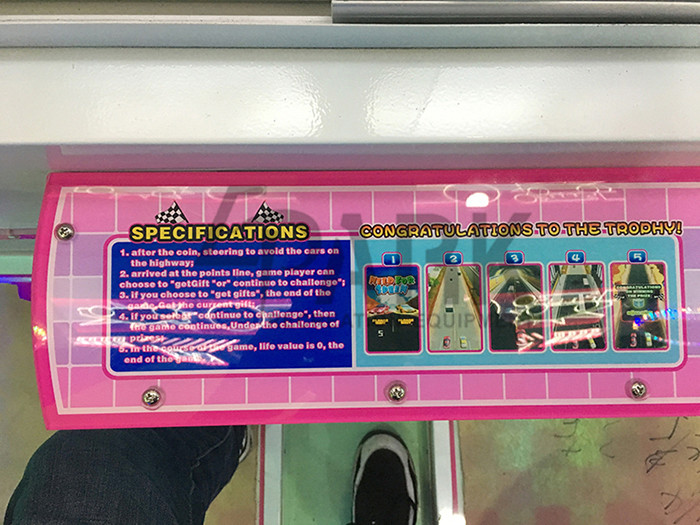 SPECIFICATIONS
1. after the coin, steering to avoid the cars on
the highway;
2. arrived at the points line, game player can
choose to "getGift "or" continue to challenge";
3. if you choose to "get gifts", the end of the
game, Get the current gift;
4. if you select "continue to challenge", then
the game continues, Under the challenge of
prizes;
5. in the course of the game, life value is 0, the
end of the game.
CONGRATULATIONS TO THE TROPHY!
1
2
3
4
5
CONGRATULATIONS
PARK
EQUIPME